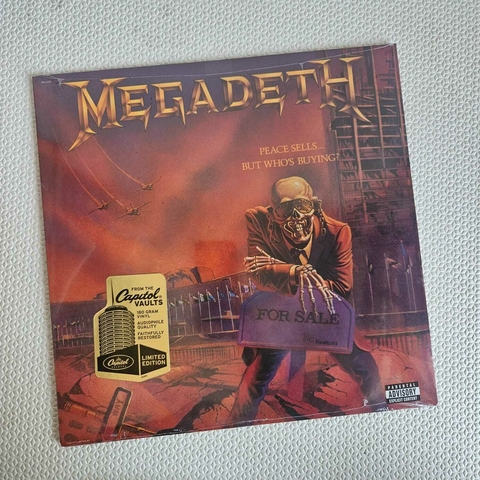 MEGADETH
PEACE SELLS...
BUT WHO'S BUYING?
FOR SALE
FROM THE
Capitol
VAULTS
180 GRAM
VINYL
AUDIOPHILE
QUALITY
FAITHFULLY
RESTORED
LIMITED
EDITION
Capitol
PARENTAL
ADVISORY
EXPLICIT CONTENT